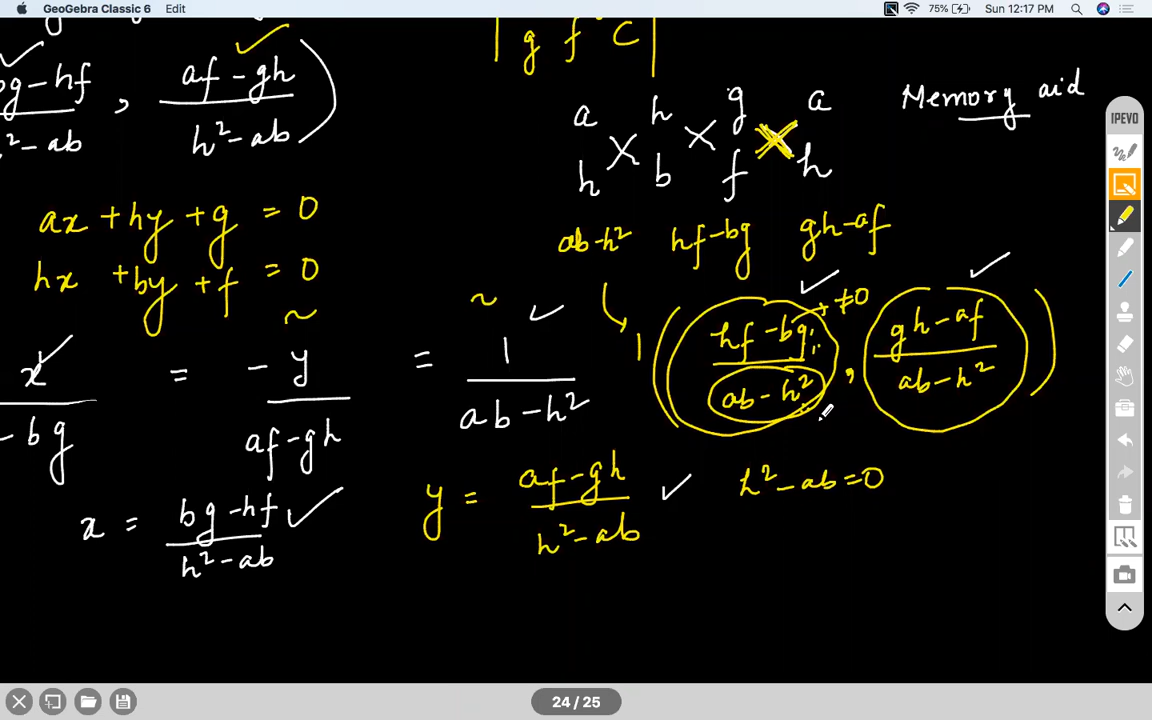 GeoGebra Classic 6 Edit 75% Sun 12:17 PM
| g f C |
bg - hf / h² - ab , af - gh / h² - ab )
a h g a Memory aid
h b f h
IPEVO
ax + hy + g = 0
ab - h² hf - bg gh - af
hx + by + f = 0
~ ~
≠0
x / - bg = - y / af - gh = 1 / ab - h²
1 ( hf - bg / ab - h² , gh - af / ab - h² )
x = bg - hf / h² - ab
y = af - gh / h² - ab
h² - ab = 0
24 / 25